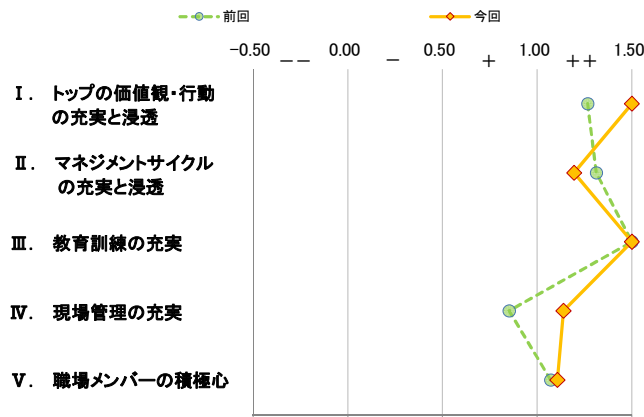 前回 今回
−0.50 0.00 0.50 1.00 1.50
−− − + ++
Ⅰ. トップの価値観・行動
の充実と浸透
Ⅱ. マネジメントサイクル
の充実と浸透
Ⅲ. 教育訓練の充実
Ⅳ. 現場管理の充実
Ⅴ. 職場メンバーの積極心